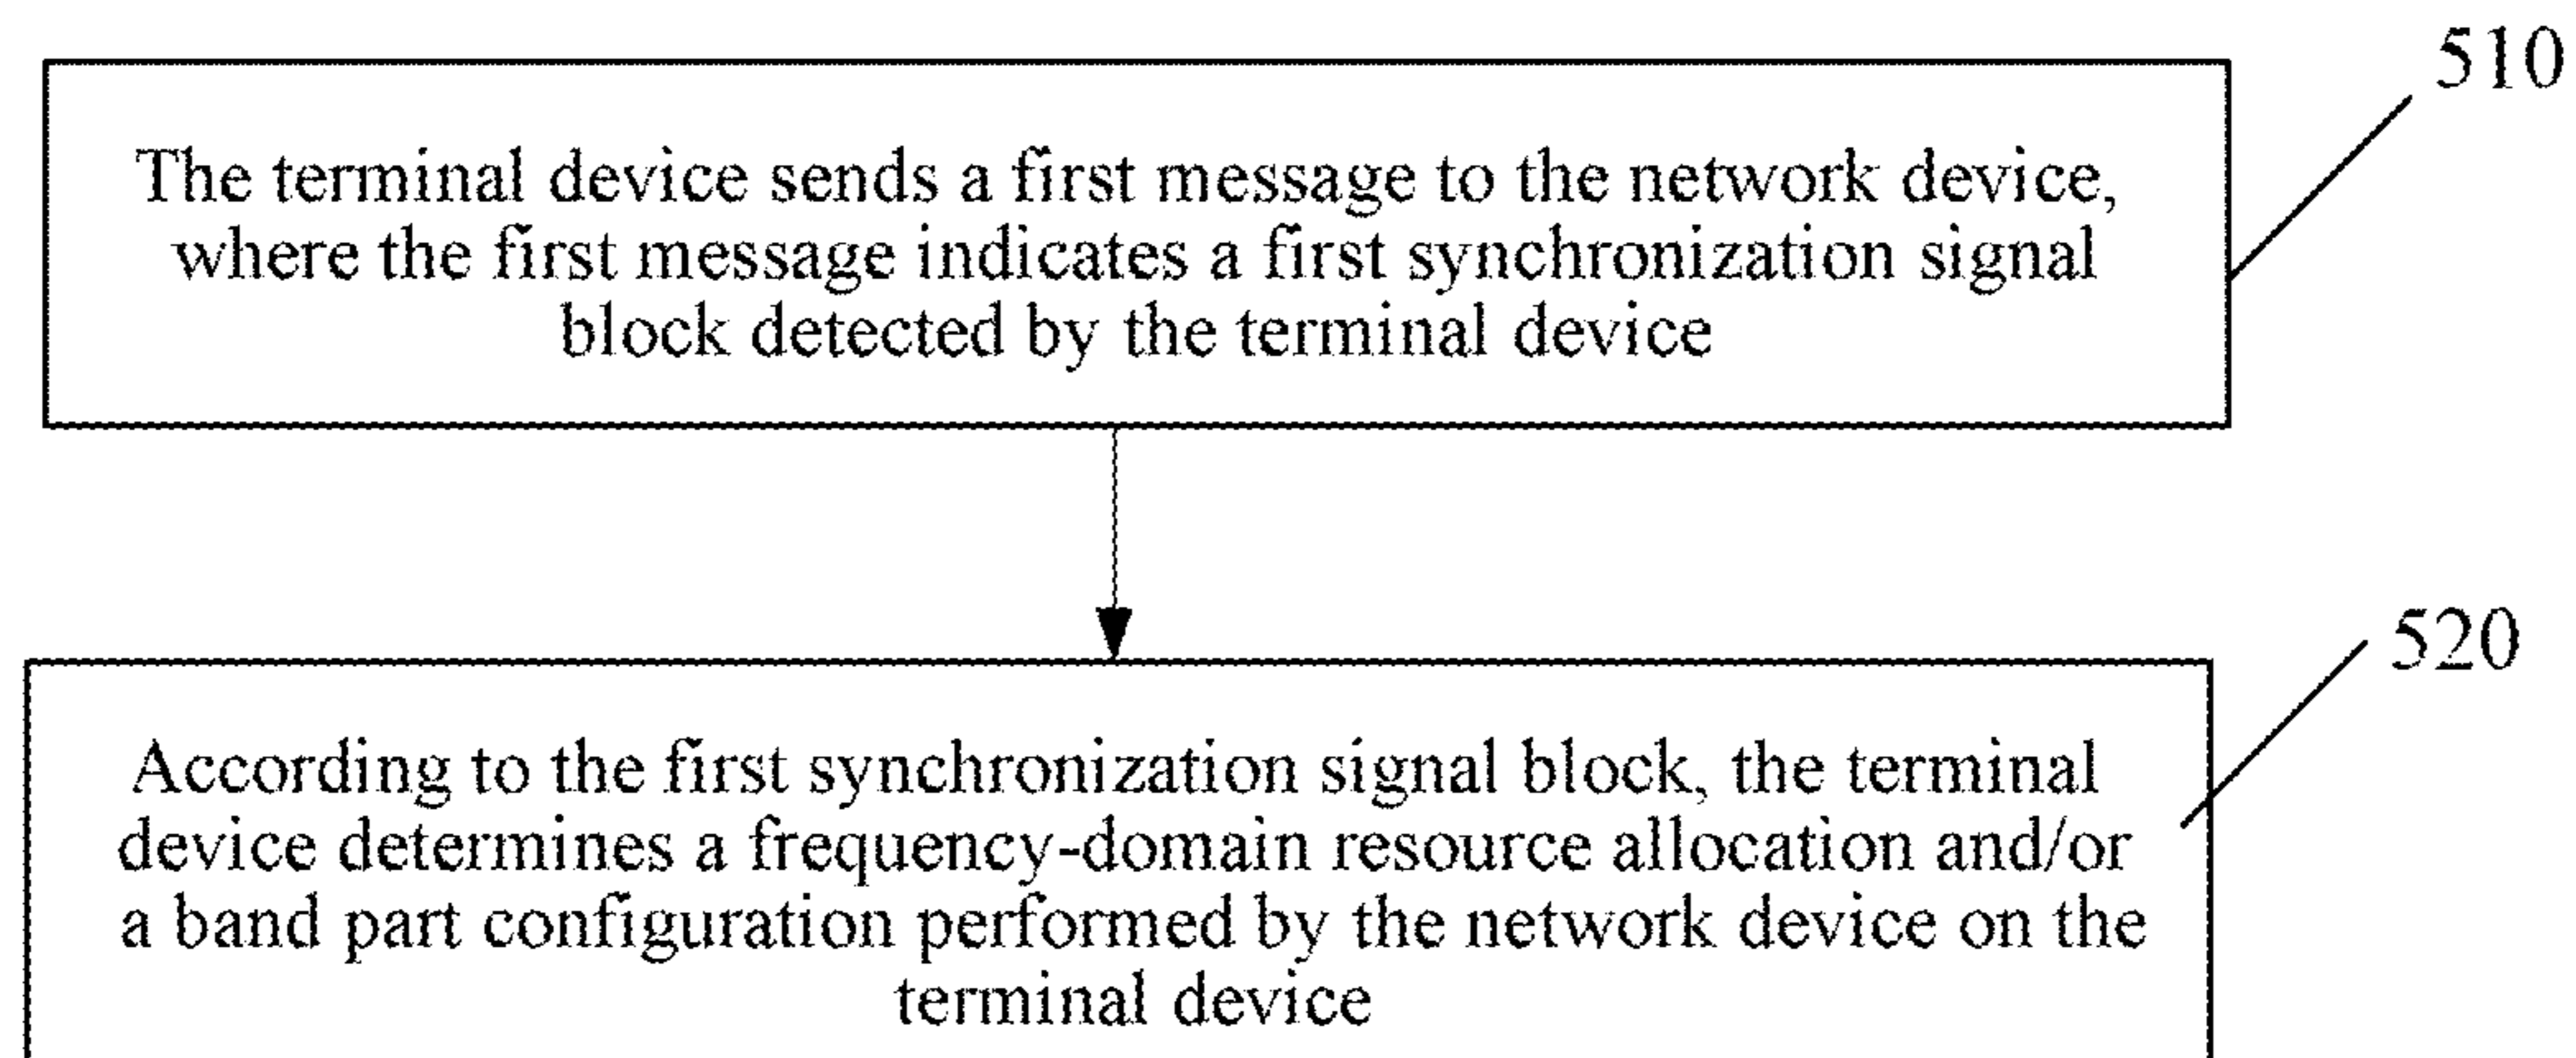 510
The terminal device sends a first message to the network device,
where the first message indicates a first synchronization signal
block detected by the terminal device
520
According to the first synchronization signal block, the terminal
device determines a frequency-domain resource allocation and/or
a band part configuration performed by the network device on the
terminal device